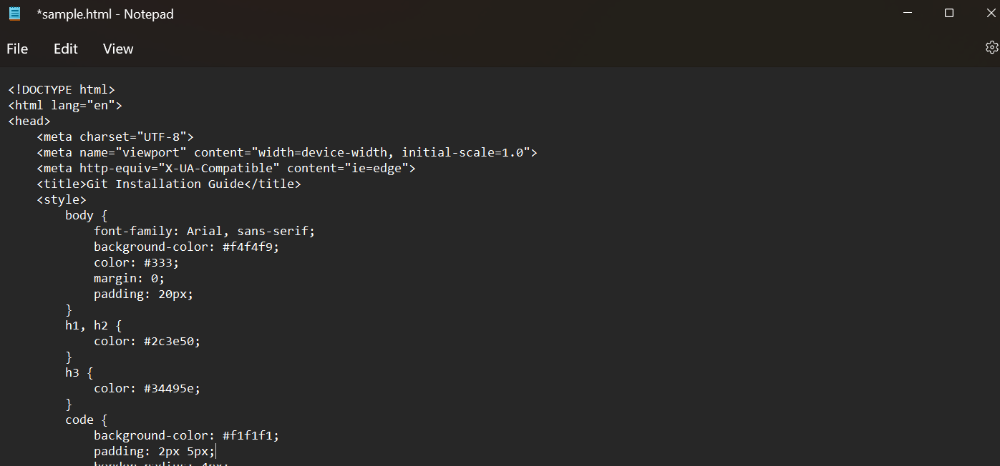 *sample.html - Notepad
File Edit View
<!DOCTYPE html>
<html lang="en">
<head>
    <meta charset="UTF-8">
    <meta name="viewport" content="width=device-width, initial-scale=1.0">
    <meta http-equiv="X-UA-Compatible" content="ie=edge">
    <title>Git Installation Guide</title>
    <style>
        body {
            font-family: Arial, sans-serif;
            background-color: #f4f4f9;
            color: #333;
            margin: 0;
            padding: 20px;
        }
        h1, h2 {
            color: #2c3e50;
        }
        h3 {
            color: #34495e;
        }
        code {
            background-color: #f1f1f1;
            padding: 2px 5px;
            border-radius: 4px;